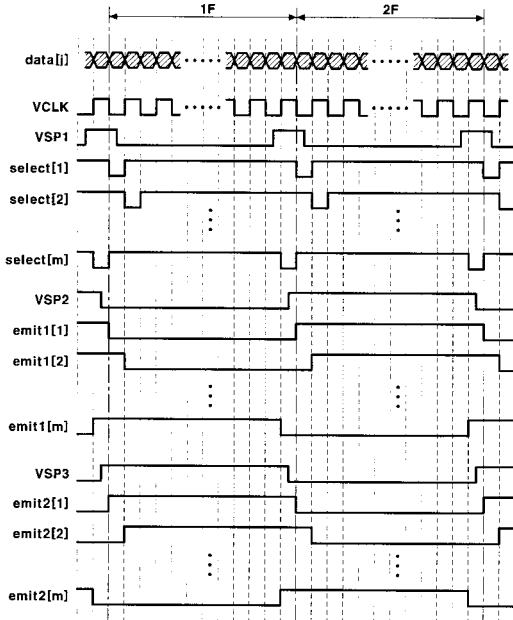 1F 2F
data[j]
VCLK
VSP1
select[1]
select[2]
select[m]
VSP2
emit1[1]
emit1[2]
emit1[m]
VSP3
emit2[1]
emit2[2]
emit2[m]